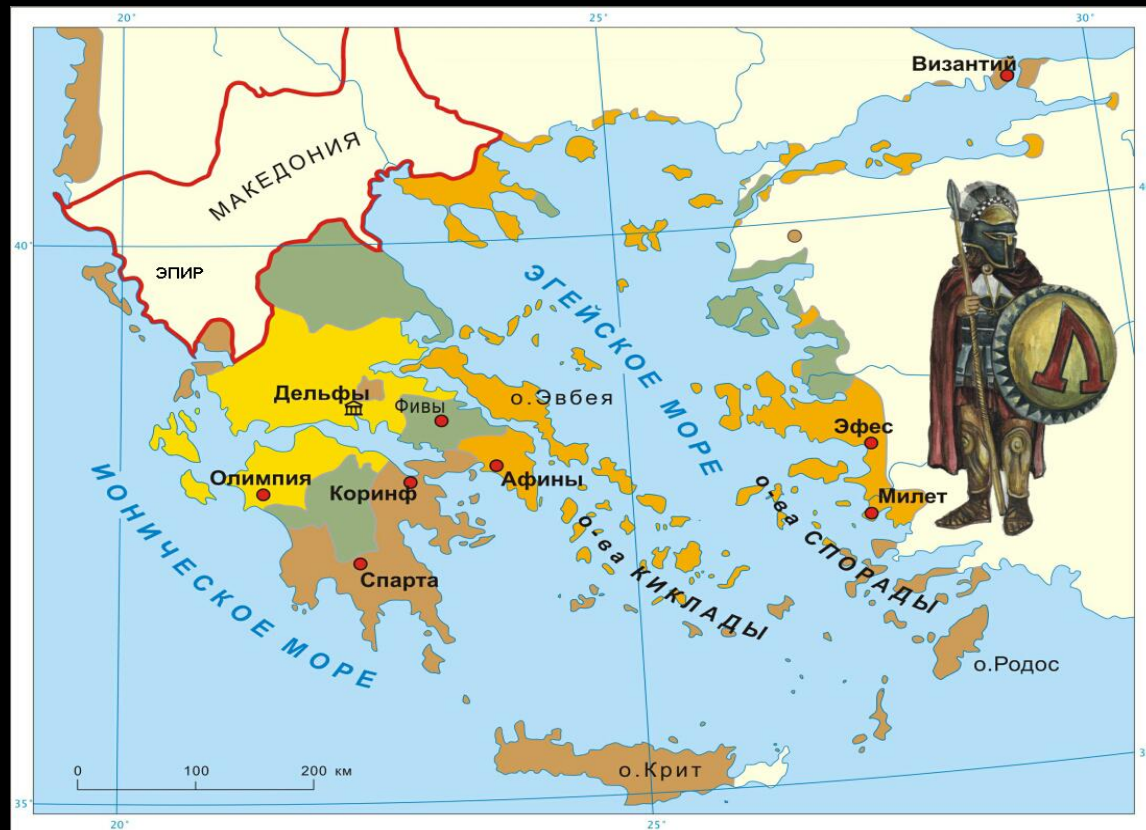 20°
25°
30°
Византий
МАКЕДОНИЯ
40°
40°
ЭПИР
ЭГЕЙСКОЕ МОРЕ
Дельфы
Фивы
о.Эвбея
Эфес
Олимпия
Коринф
Афины
Милет
о-ва СПОРАДЫ
ИОНИЧЕСКОЕ МОРЕ
о-ва КИКЛАДЫ
Спарта
о.Родос
о.Крит
0 100 200 км
35°
20°
25°
Λ